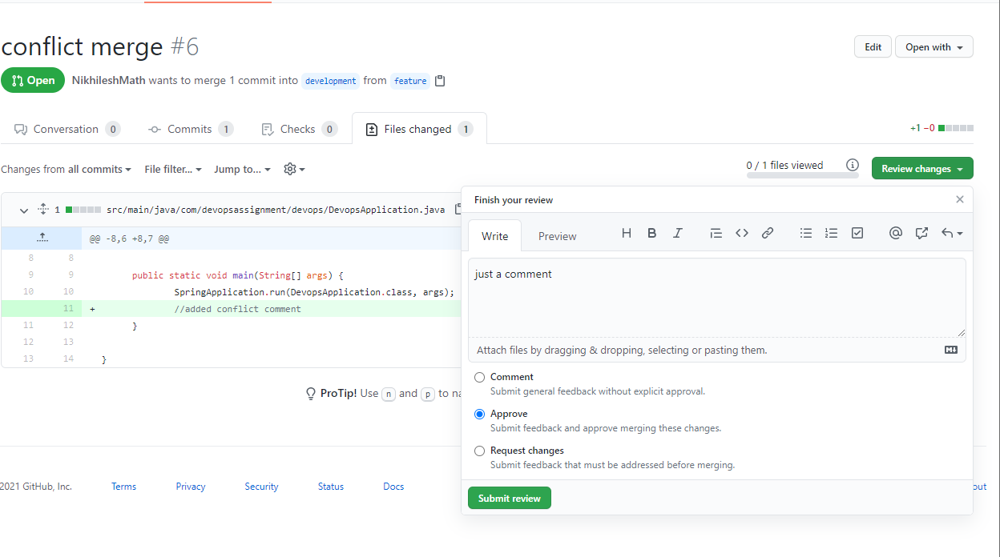 conflict merge #6
Edit
Open with
Open
NikhileshMath wants to merge 1 commit into development from feature
Conversation 0
Commits 1
Checks 0
Files changed 1
+1 −0
Changes from all commits
File filter...
Jump to...
0 / 1 files viewed
Review changes
1 src/main/java/com/devopsassignment/devops/DevopsApplication.java
@@ -8,6 +8,7 @@
8 8
9 9 public static void main(String[] args) {
10 10 SpringApplication.run(DevopsApplication.class, args);
11 + //added conflict comment
11 12 }
12 13
13 14 }
ProTip! Use n and p to
Finish your review
Write
Preview
H B I
just a comment
Attach files by dragging & dropping, selecting or pasting them.
Comment
Submit general feedback without explicit approval.
Approve
Submit feedback and approve merging these changes.
Request changes
Submit feedback that must be addressed before merging.
Submit review
2021 GitHub, Inc.
Terms
Privacy
Security
Status
Docs